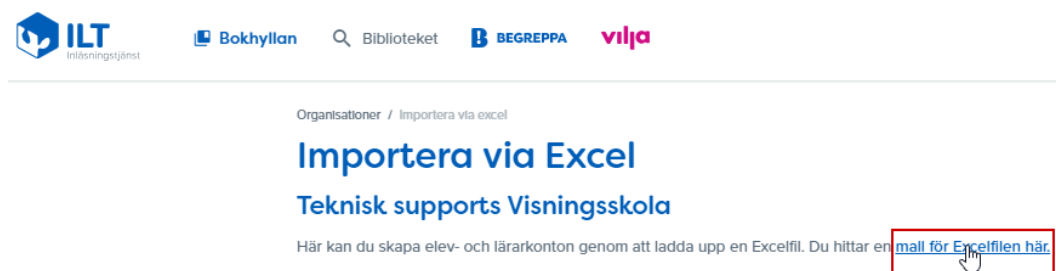 ILT
Inläsningstjänst
Bokhyllan
Biblioteket
BEGREPPA
vilja
Organisationer / Importera via excel
Importera via Excel
Teknisk supports Visningsskola
Här kan du skapa elev- och lärarkonton genom att ladda upp en Excelfil. Du hittar en mall för Excelfilen här.